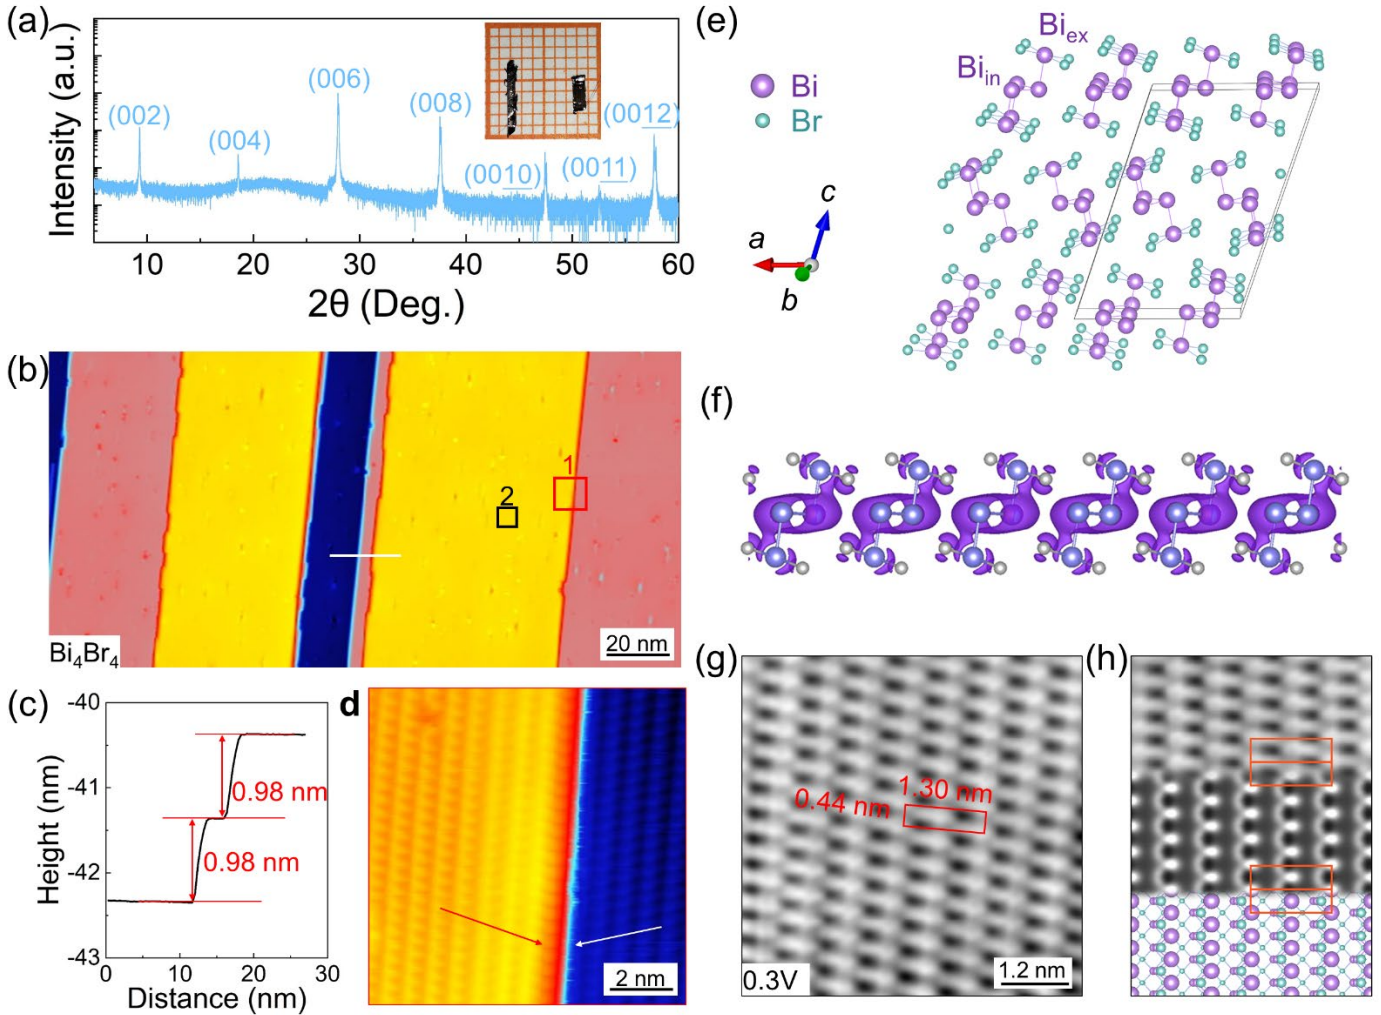 (a)
Intensity (a.u.)
(002)
(004)
(006)
(008)
(0010)
(0011)
(0012)
10 20 30 40 50 60
2θ (Deg.)
(b)
1
2
Bi₄Br₄
20 nm
(c)
Height (nm)
-40
-41
-42
-43
0.98 nm
0.98 nm
0 10 20 30
Distance (nm)
d
2 nm
(e)
Bi_ex
Bi_in
Bi
Br
c
a
b
(f)
(g)
1.30 nm
0.44 nm
0.3V
1.2 nm
(h)